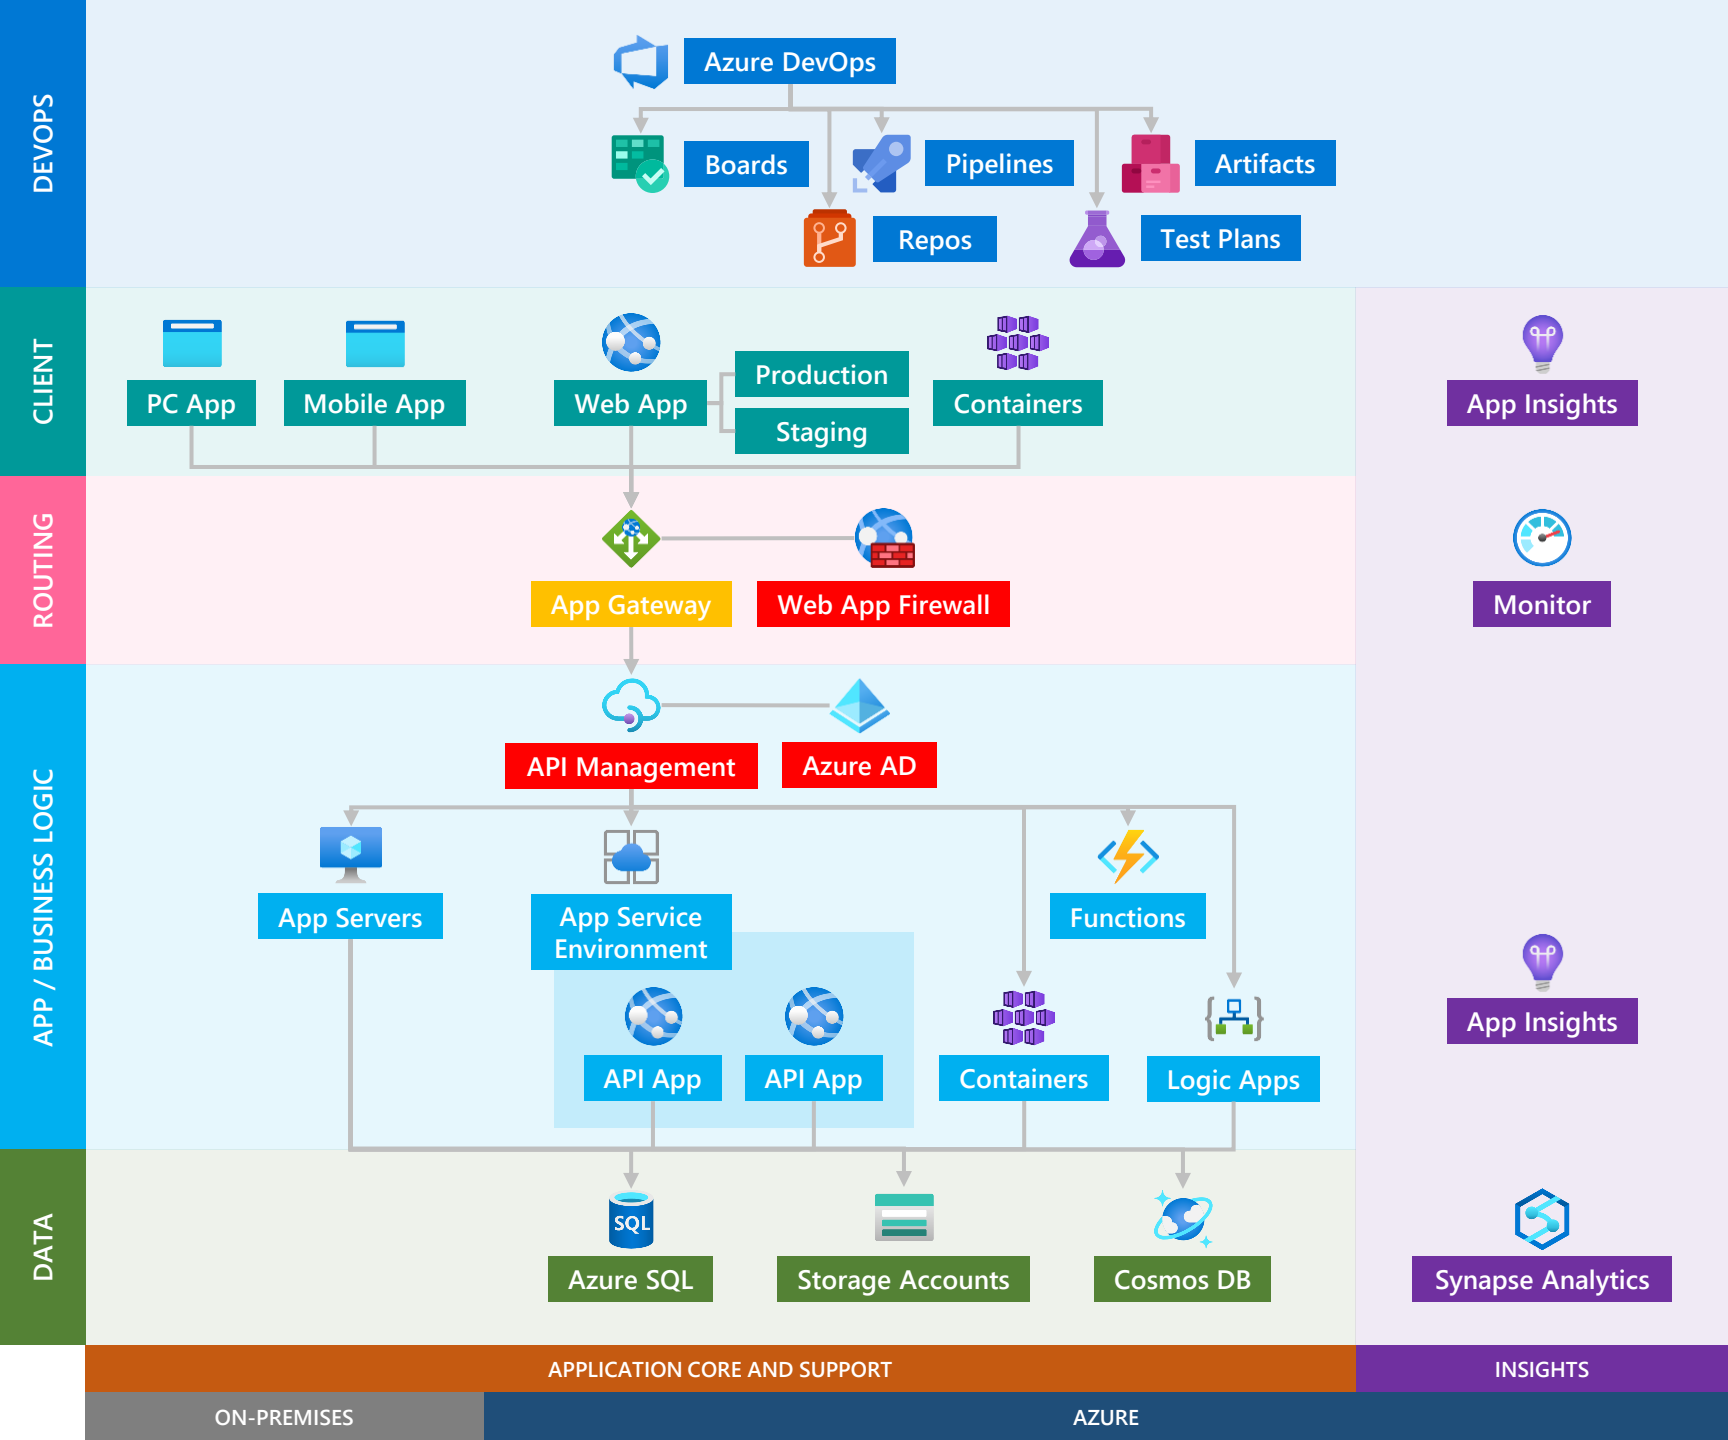 DEVOPS
Azure DevOps
Boards
Pipelines
Artifacts
Repos
Test Plans
CLIENT
PC App
Mobile App
Web App
Production
Staging
Containers
App Insights
ROUTING
App Gateway
Web App Firewall
Monitor
APP / BUSINESS LOGIC
API Management
Azure AD
App Servers
App Service
Environment
Functions
API App
API App
Containers
Logic Apps
App Insights
DATA
SQL
Azure SQL
Storage Accounts
Cosmos DB
Synapse Analytics
APPLICATION CORE AND SUPPORT
INSIGHTS
ON-PREMISES
AZURE